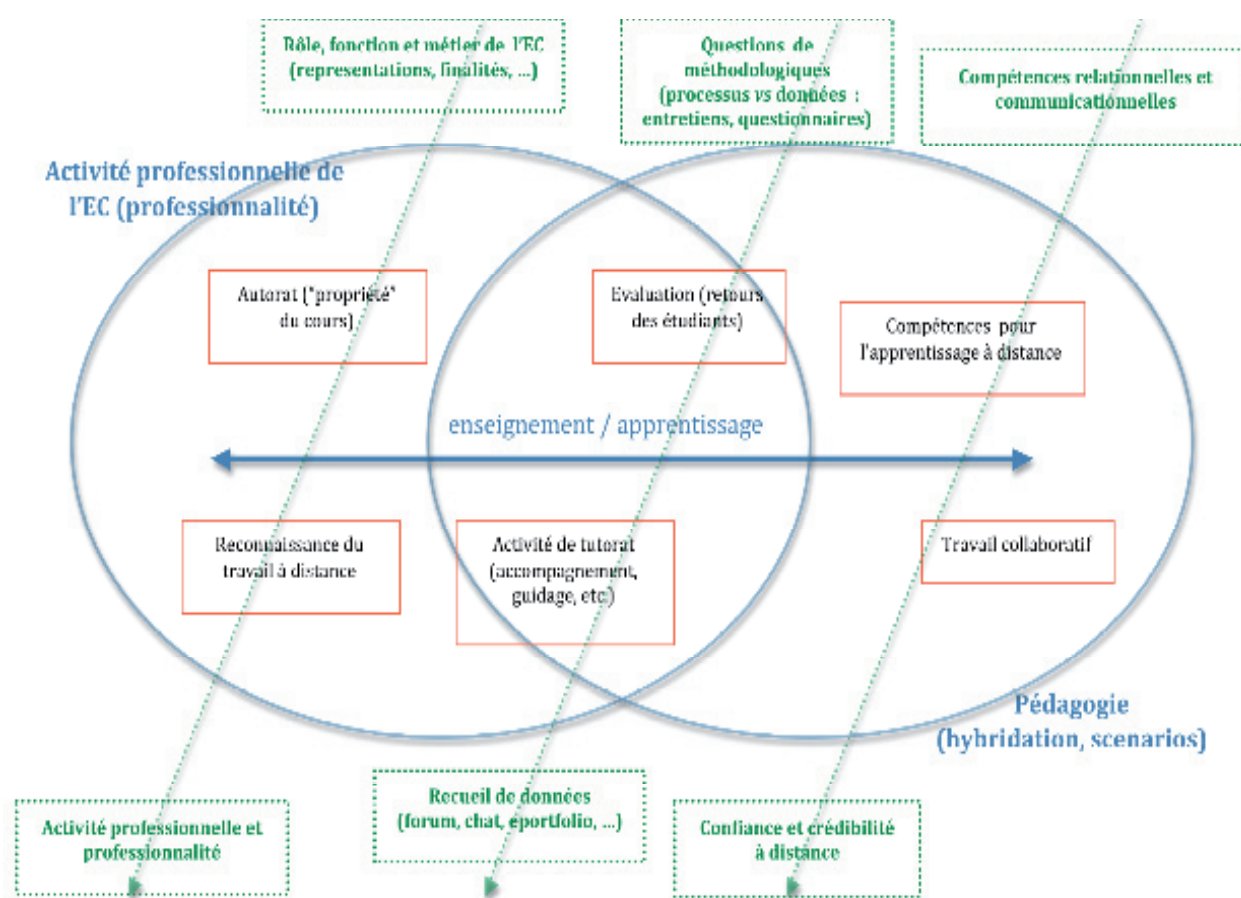 Rôle, fonction et métier de l'EC
(representations, finalités, ...)
Questions de
méthodologiques
(processus vs données :
entretiens, questionnaires)
Compétences relationnelles et
communicationnelles
Activité professionnelle de
l'EC (professionnalité)
Autorat ("propriété"
du cours)
Evaluation (retours
des étudiants)
Compétences pour
l'apprentissage à distance
enseignement / apprentissage
Reconnaissance du
travail à distance
Activité de tutorat
(accompagnement,
guidage, etc.)
Travail collaboratif
Pédagogie
(hybridation, scenarios)
Activité professionnelle et
professionnalité
Recueil de données
(forum, chat, eportfolio, ...)
Confiance et crédibilité
à distance